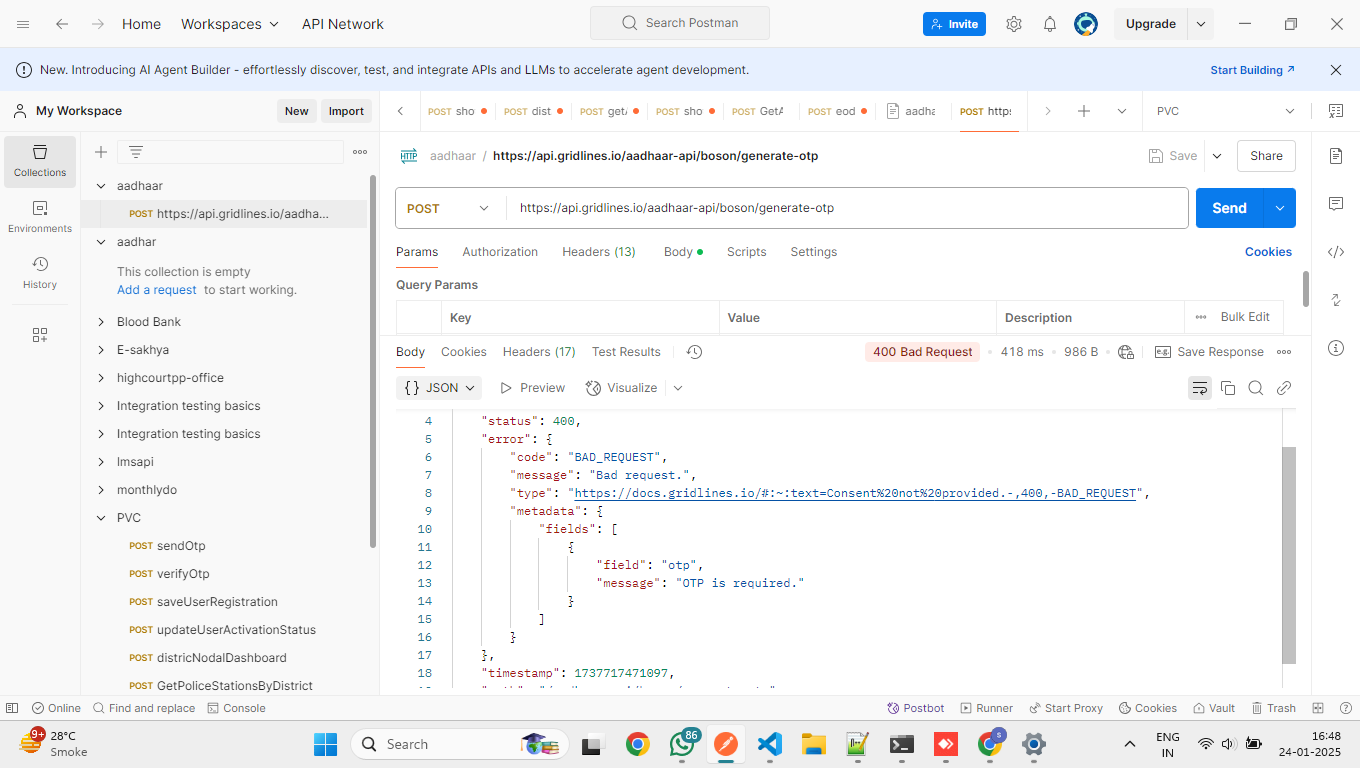 Home
Workspaces
API Network
Search Postman
Invite
Upgrade
New. Introducing AI Agent Builder - effortlessly discover, test, and integrate APIs and LLMs to accelerate agent development.
Start Building
My Workspace
New
Import
POST sho
POST dist
POST get
POST sho
POST GetA
POST eod
aadha
POST https
PVC
Collections
Environments
History
aadhaar
POST https://api.gridlines.io/aadha...
aadhar
This collection is empty
Add a request to start working.
Blood Bank
E-sakhya
highcourtpp-office
Integration testing basics
Integration testing basics
lmsapi
monthlydo
PVC
POST sendOtp
POST verifyOtp
POST saveUserRegistration
POST updateUserActivationStatus
POST districNodalDashboard
POST GetPoliceStationsByDistrict
HTTP
aadhaar / https://api.gridlines.io/aadhaar-api/boson/generate-otp
Save
Share
POST
https://api.gridlines.io/aadhaar-api/boson/generate-otp
Send
Params
Authorization
Headers (13)
Body
Scripts
Settings
Cookies
Query Params
Key
Value
Description
Bulk Edit
Body
Cookies
Headers (17)
Test Results
400 Bad Request
418 ms
986 B
e.g.
Save Response
{} JSON
Preview
Visualize
4 "status": 400,
5 "error": {
6 "code": "BAD_REQUEST",
7 "message": "Bad request.",
8 "type": "https://docs.gridlines.io/#:~:text=Consent%20not%20provided.-,400,-BAD_REQUEST",
9 "metadata": {
10 "fields": [
11 {
12 "field": "otp",
13 "message": "OTP is required."
14 }
15 ]
16 }
17 },
18 "timestamp": 1737717471097,
Online
Find and replace
Console
Postbot
Runner
Start Proxy
Cookies
Vault
Trash
9+
28°C
Smoke
Search
86
S
ENG
IN
16:48
24-01-2025